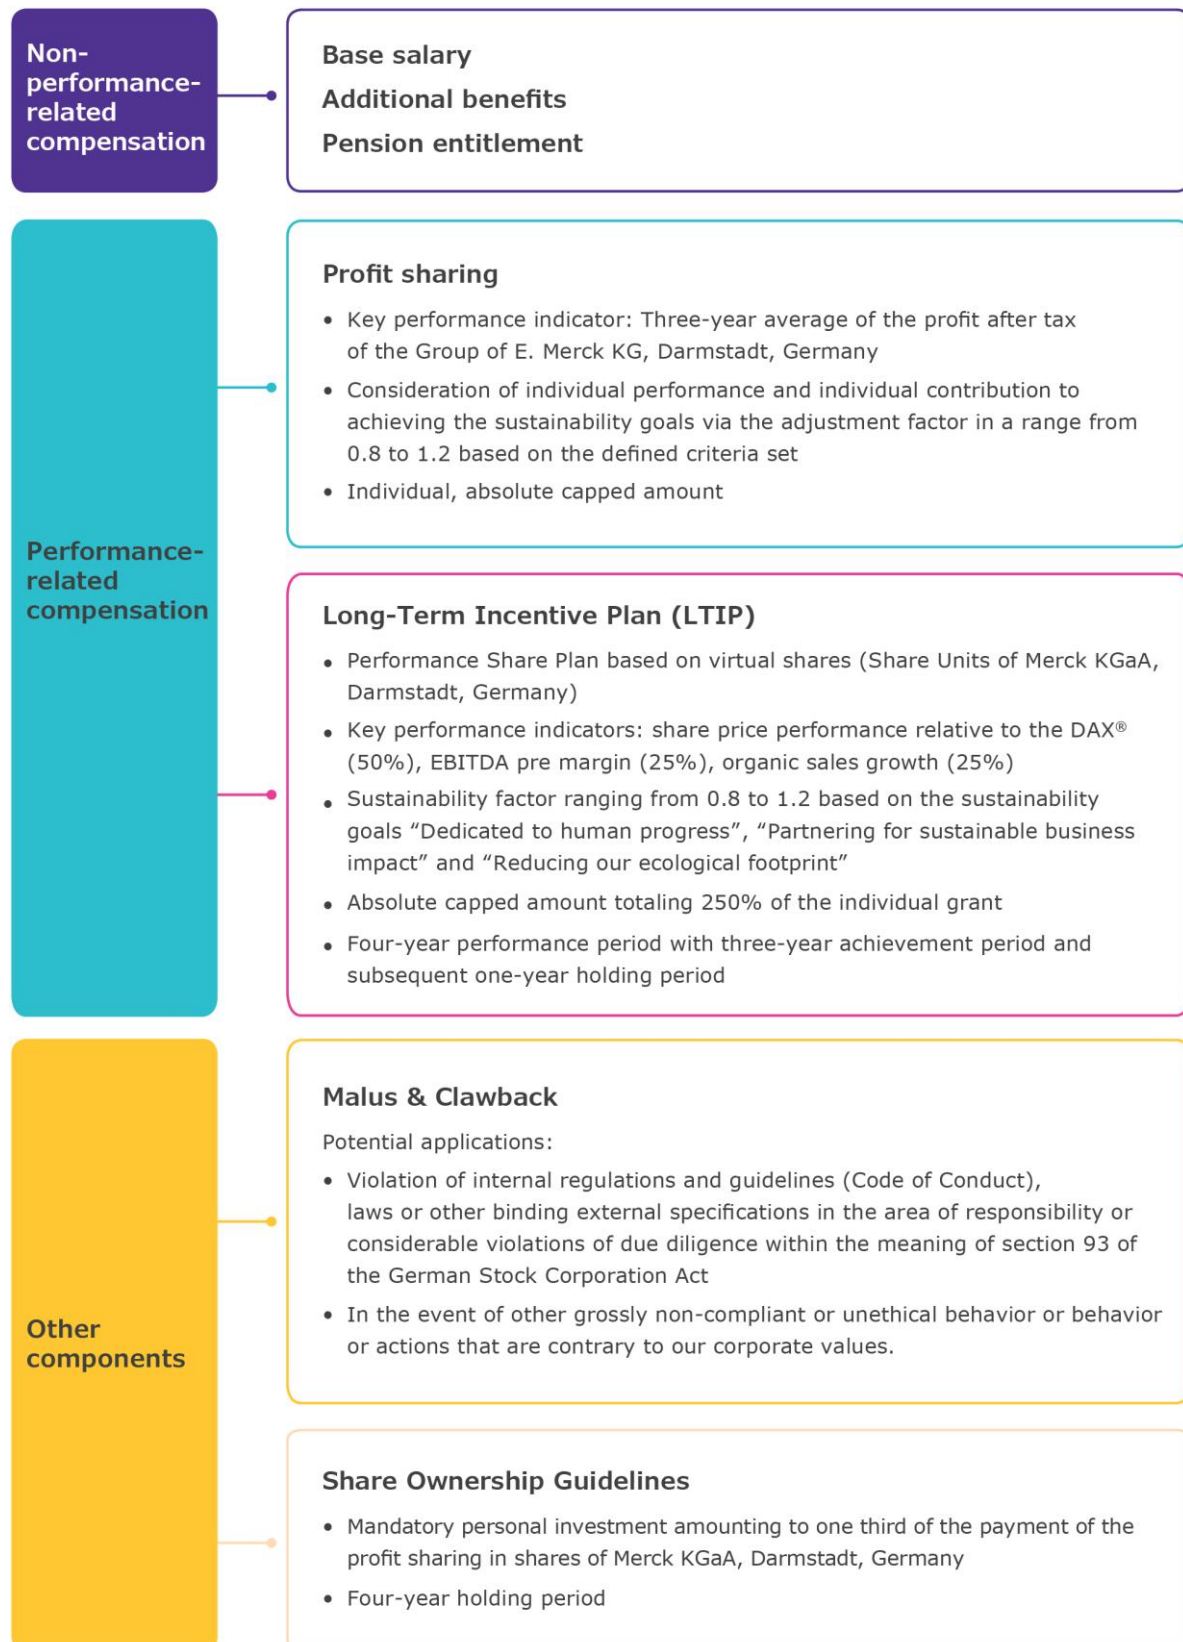 Non-
performance-
related
compensation
Base salary
Additional benefits
Pension entitlement
Performance-
related
compensation
Profit sharing
• Key performance indicator: Three-year average of the profit after tax
of the Group of E. Merck KG, Darmstadt, Germany
• Consideration of individual performance and individual contribution to
achieving the sustainability goals via the adjustment factor in a range from
0.8 to 1.2 based on the defined criteria set
• Individual, absolute capped amount
Long-Term Incentive Plan (LTIP)
• Performance Share Plan based on virtual shares (Share Units of Merck KGaA,
Darmstadt, Germany)
• Key performance indicators: share price performance relative to the DAX®
(50%), EBITDA pre margin (25%), organic sales growth (25%)
• Sustainability factor ranging from 0.8 to 1.2 based on the sustainability
goals “Dedicated to human progress”, “Partnering for sustainable business
impact” and “Reducing our ecological footprint”
• Absolute capped amount totaling 250% of the individual grant
• Four-year performance period with three-year achievement period and
subsequent one-year holding period
Other
components
Malus & Clawback
Potential applications:
• Violation of internal regulations and guidelines (Code of Conduct),
laws or other binding external specifications in the area of responsibility or
considerable violations of due diligence within the meaning of section 93 of
the German Stock Corporation Act
• In the event of other grossly non-compliant or unethical behavior or behavior
or actions that are contrary to our corporate values.
Share Ownership Guidelines
• Mandatory personal investment amounting to one third of the payment of the
profit sharing in shares of Merck KGaA, Darmstadt, Germany
• Four-year holding period